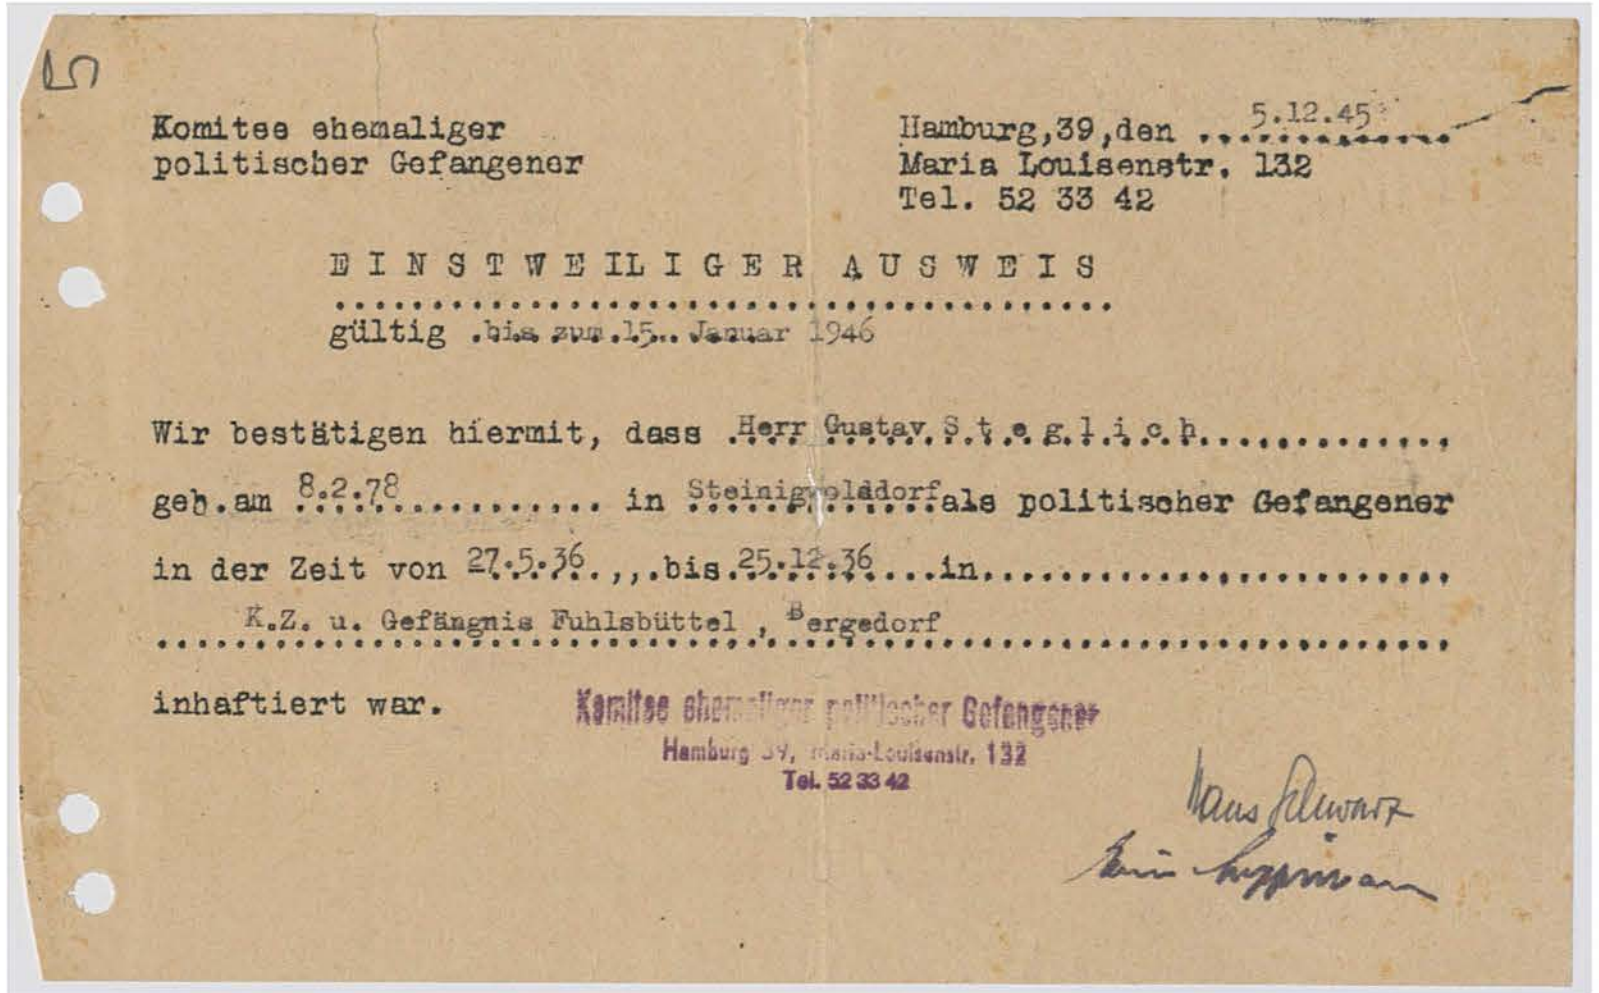 5
Komitee ehemaliger
politischer Gefangener
Hamburg,39,den 5.12.45
Maria Louisenstr. 132
Tel. 52 33 42
EINSTWEILIGER AUSWEIS
gültig bis zum 15. Januar 1946
Wir bestätigen hiermit, dass Herr Gustav Steglich,
geb.am 8.2.78 in Steinigwolddorf als politischer Gefangener
in der Zeit von 27.5.36.,,.bis 25.12.36 in
K.Z. u. Gefängnis Fuhlsbüttel , Bergedorf
inhaftiert war.
Komitee ehemaliger politischer Gefangener
Hamburg 39, Maria-Louisenstr. 132
Tel. 52 33 42
Hans Schwarz